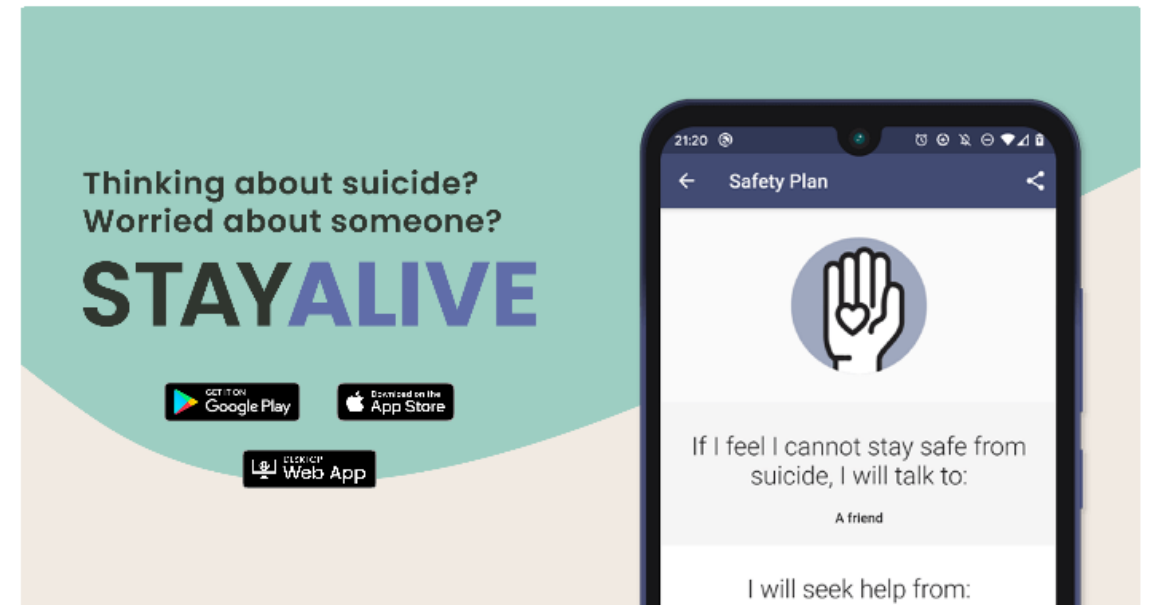 Thinking about suicide?
Worried about someone?
STAYALIVE
GET IT ON
Google Play
Download on the
App Store
DESKTOP
Web App
21:20
Safety Plan
If I feel I cannot stay safe from
suicide, I will talk to:
A friend
I will seek help from: